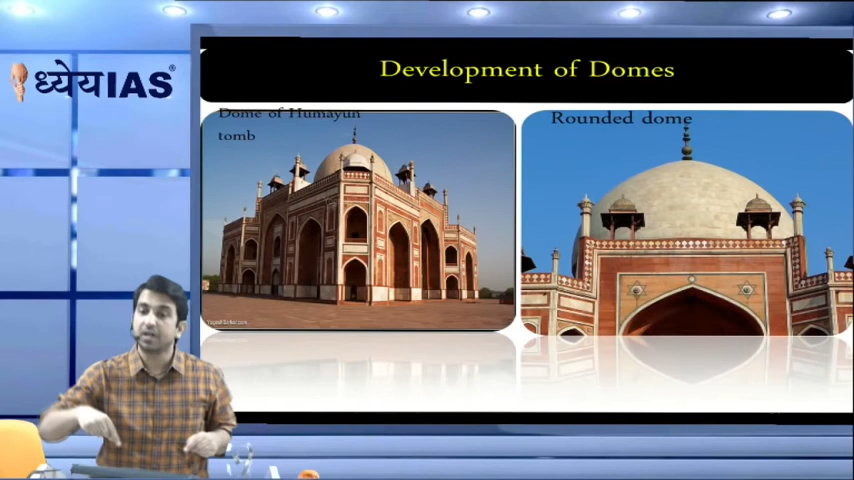 ध्येयIAS®
Development of Domes
Dome of Humayun
tomb
Rounded dome